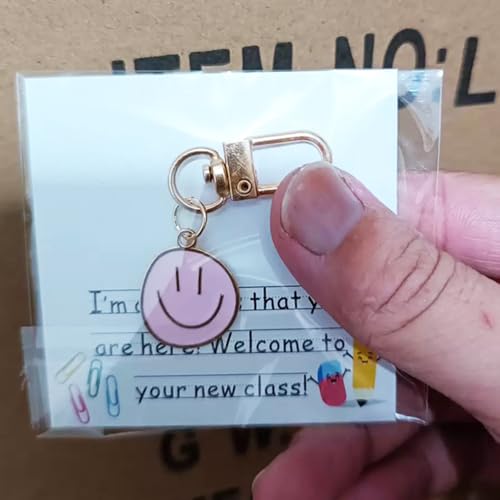 ITEM NO:L
I'm that y
are here! Welcome to
your new class!
G W.